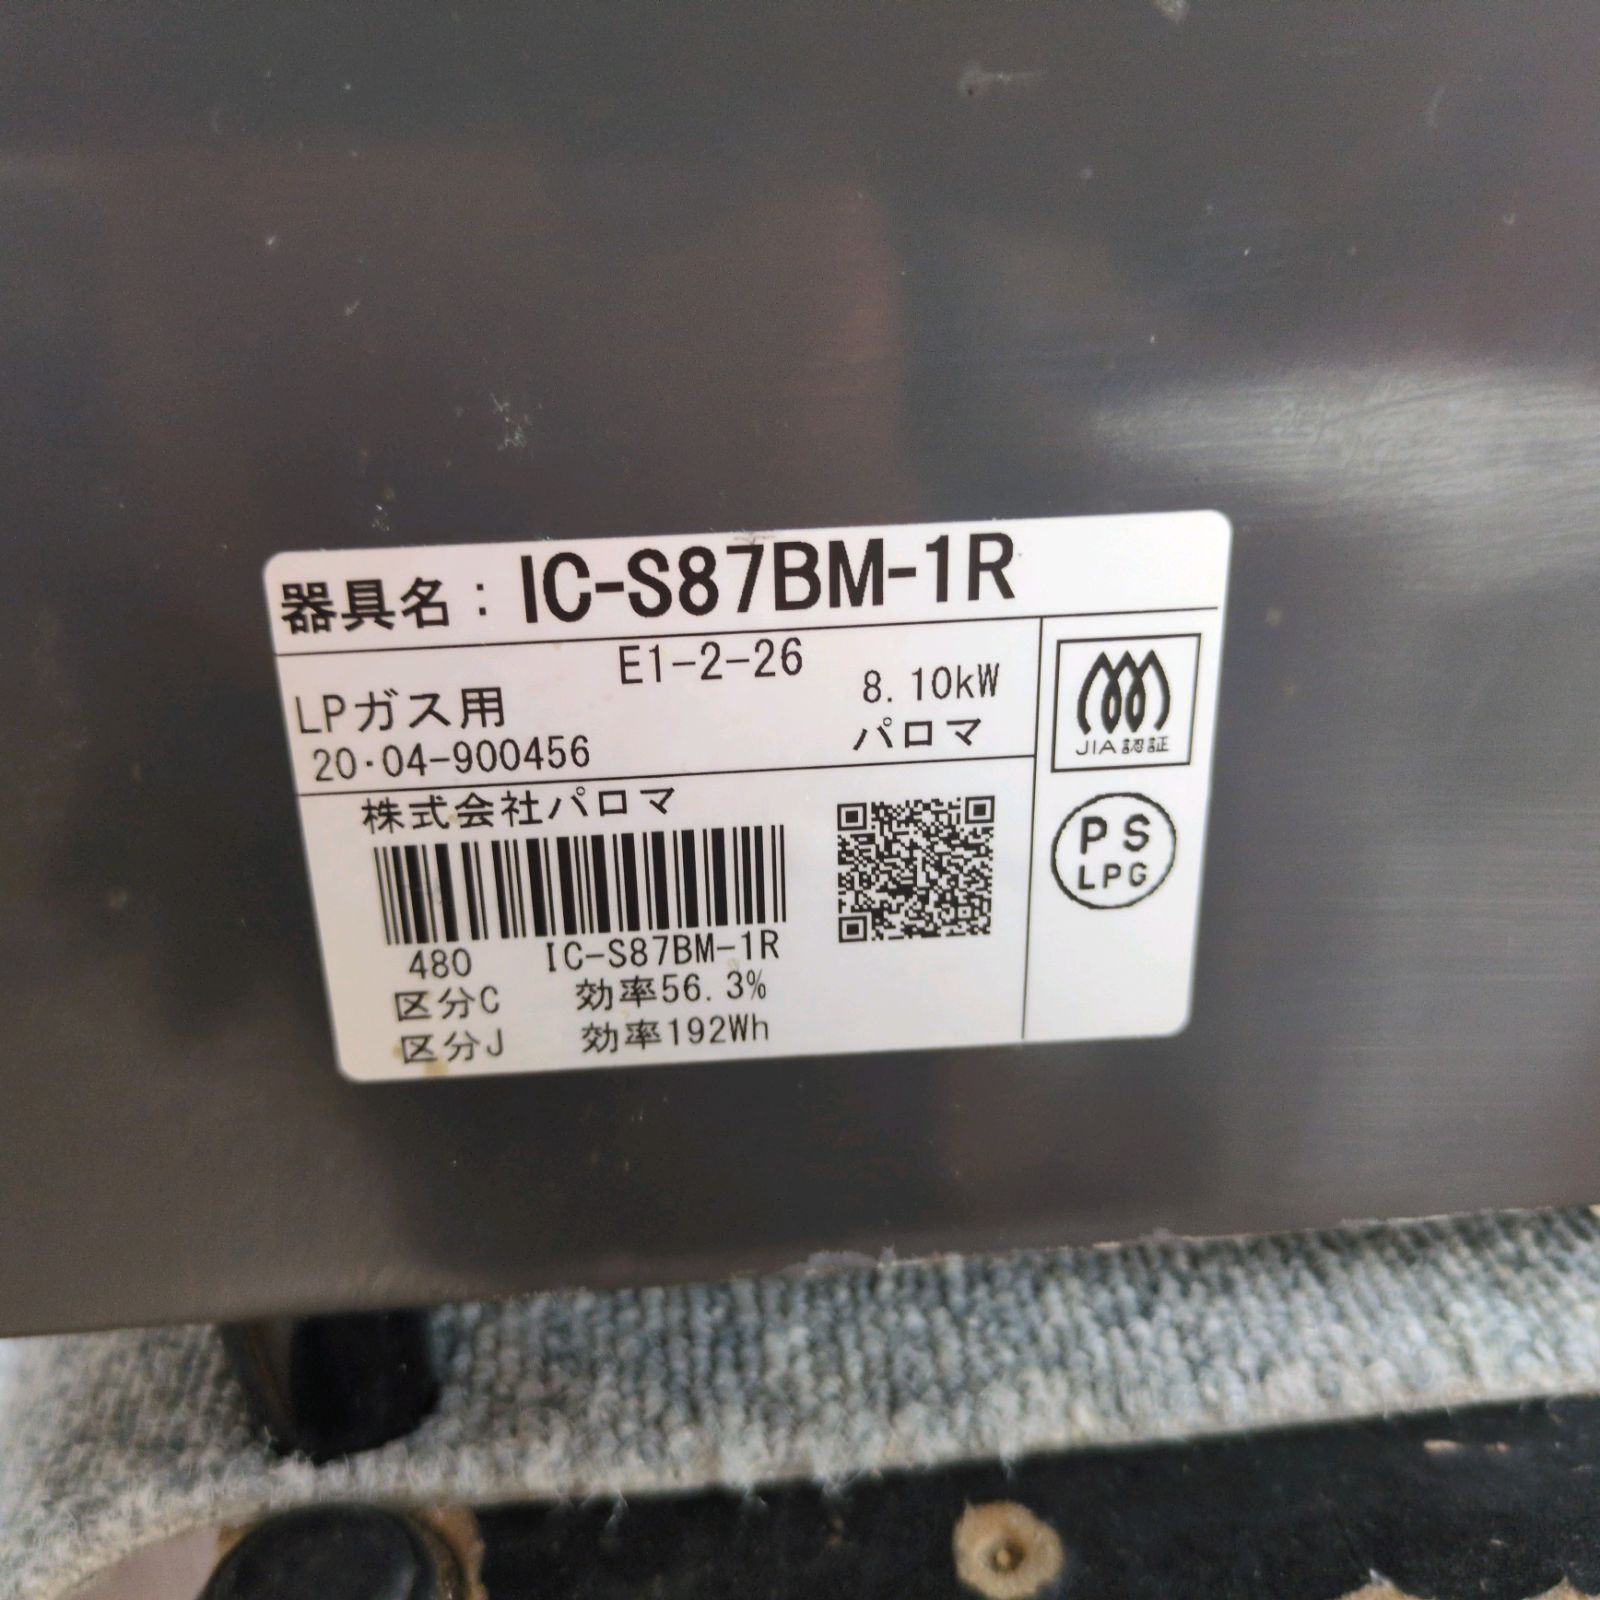 器具名：IC-S87BM-1R
E1-2-26
LPガス用
8.10kW
20・04-900456
パロマ
JIA認証
株式会社パロマ
PS
LPG
480 IC-S87BM-1R
区分C 効率56.3%
区分J 効率192Wh